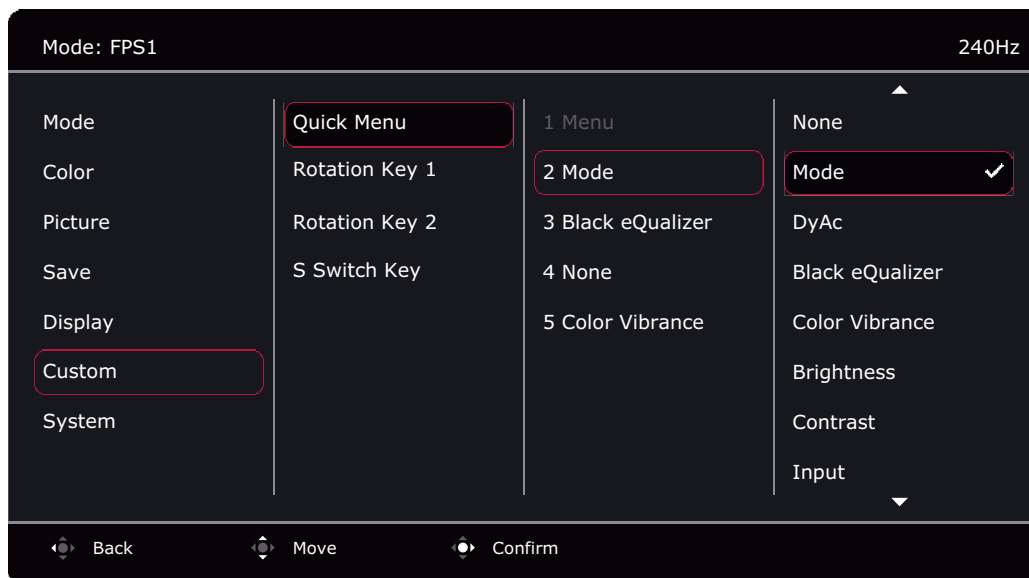 Mode: FPS1 240Hz
Mode
Color
Picture
Save
Display
Custom
System
Quick Menu
Rotation Key 1
Rotation Key 2
S Switch Key
1 Menu
2 Mode
3 Black eQualizer
4 None
5 Color Vibrance
None
Mode
DyAc
Black eQualizer
Color Vibrance
Brightness
Contrast
Input
Back Move Confirm